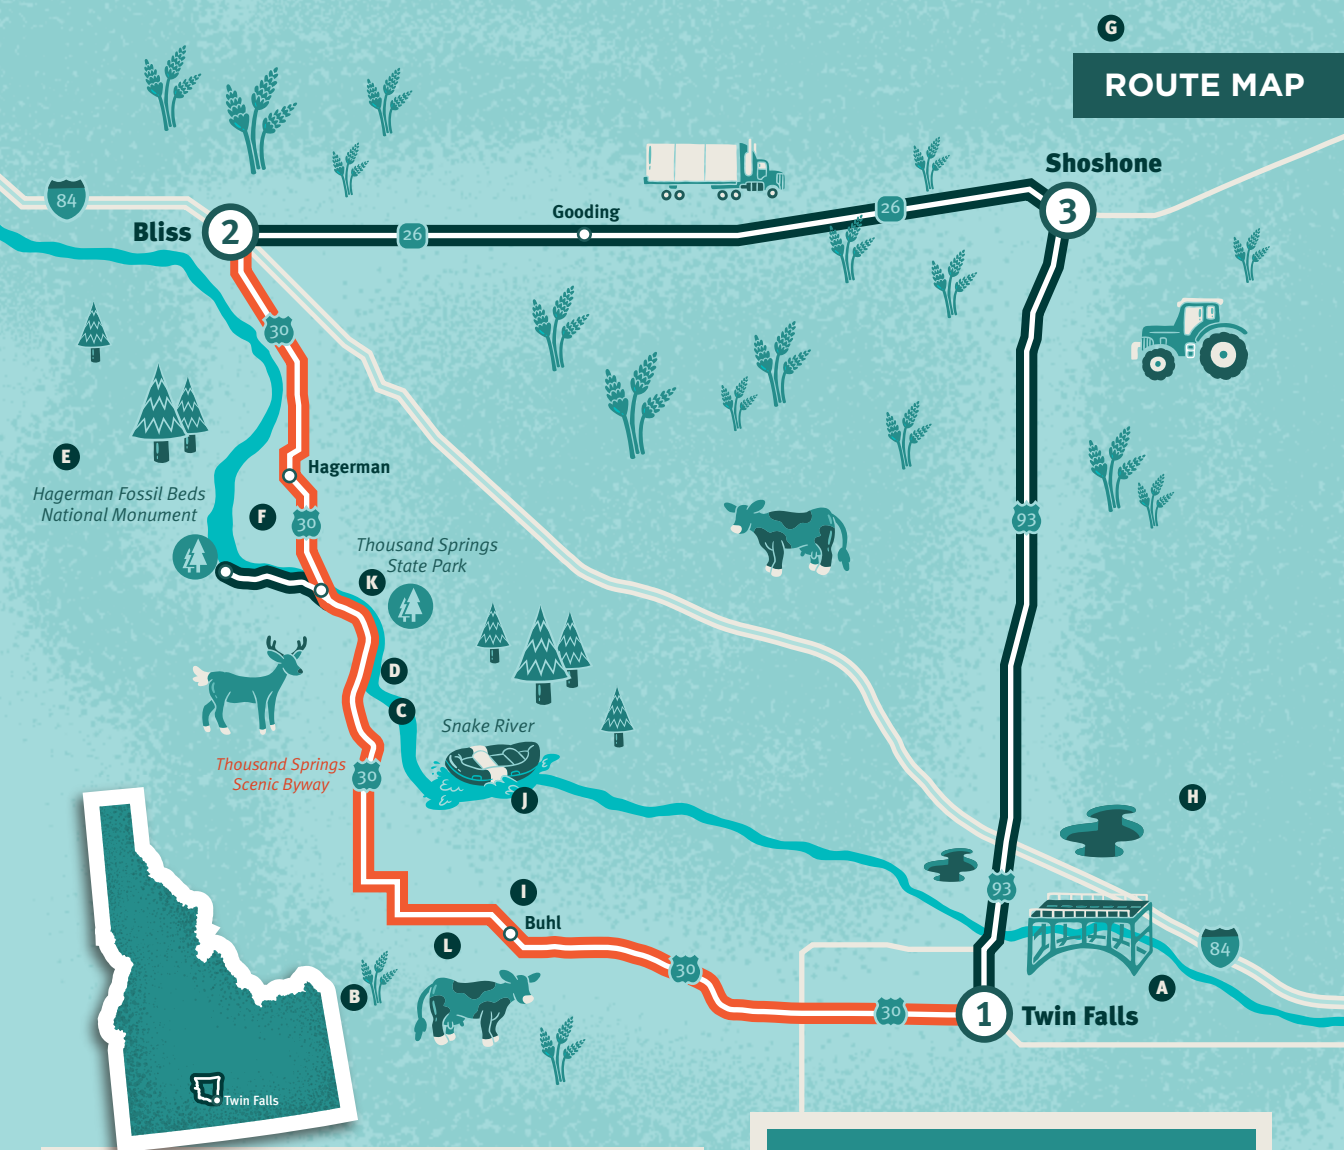 G
ROUTE MAP
Shoshone
84
Gooding
26
3
Bliss
2
26
30
E
Hagerman
Hagerman Fossil Beds
National Monument
F
30
93
Thousand Springs
State Park
K
D
C
Snake River
Thousand Springs
Scenic Byway
30
J
H
I
93
Buhl
L
84
30
A
B
30
1
Twin Falls
Twin Falls